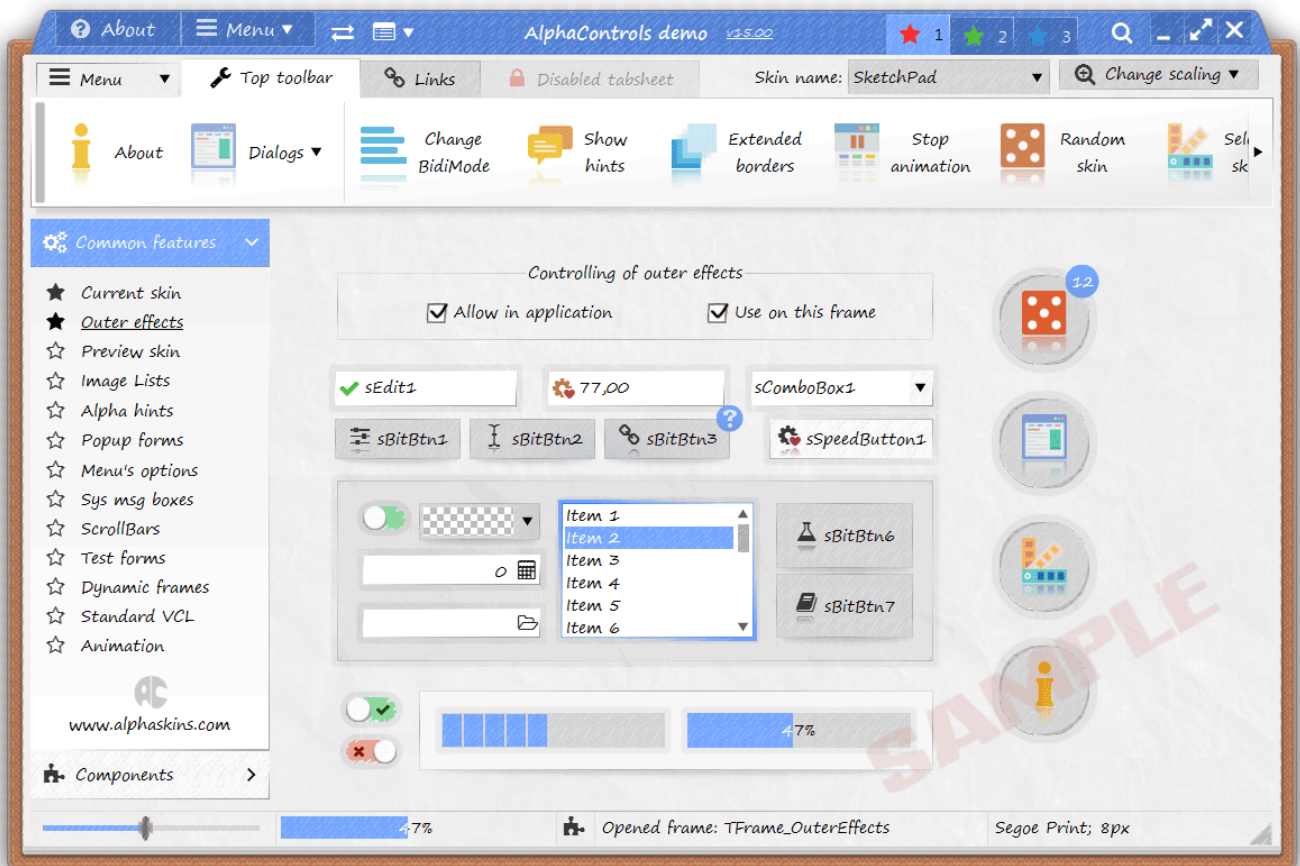 About
Menu
AlphaControls demo v15.00
1
2
3
Menu
Top toolbar
Links
Disabled tabsheet
Skin name: SketchPad
Change scaling
About
Dialogs
Change
BidiMode
Show
hints
Extended
borders
Stop
animation
Random
skin
Sel
sk
Common features
Current skin
Outer effects
Preview skin
Image Lists
Alpha hints
Popup forms
Menu's options
Sys msg boxes
ScrollBars
Test forms
Dynamic frames
Standard VCL
Animation
AC
www.alphaskins.com
Components
Controlling of outer effects
Allow in application
Use on this frame
sEdit1
77,00
sComboBox1
sBitBtn1
sBitBtn2
sBitBtn3
?
sSpeedButton1
0
Item 1
Item 2
Item 3
Item 4
Item 5
Item 6
sBitBtn6
sBitBtn7
47%
12
SAMPLE
47%
Opened frame: TFrame_OuterEffects
Segoe Print; 8px